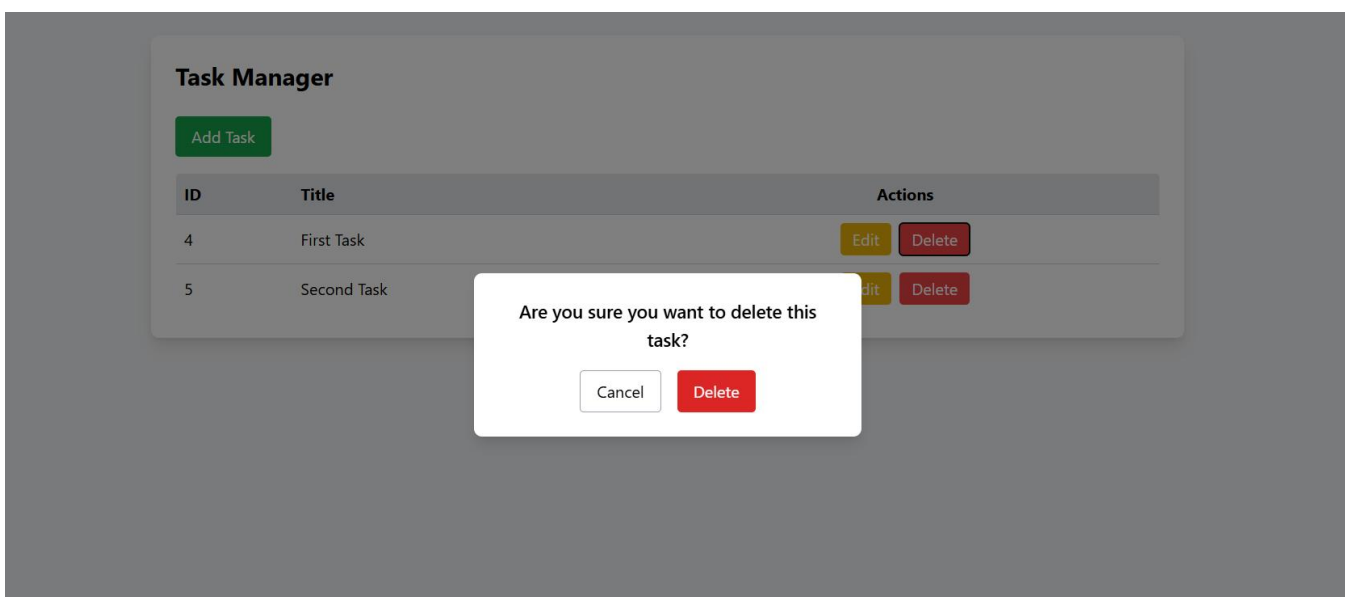 Task Manager
Add Task
ID Title Actions
4 First Task Edit Delete
5 Second Task dit Delete
Are you sure you want to delete this
task?
Cancel Delete